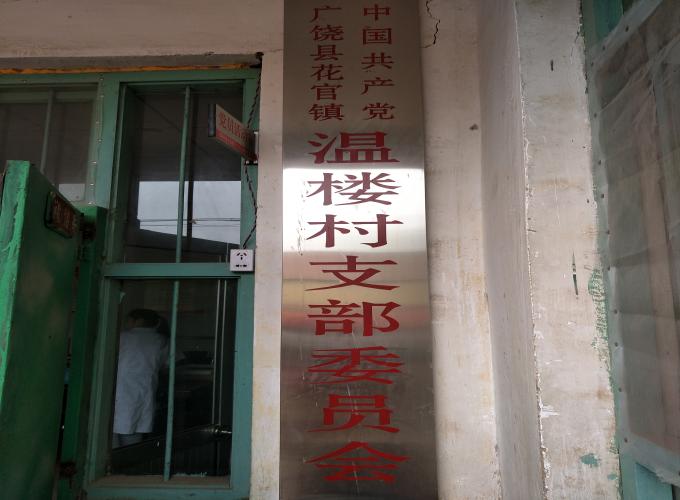 中国共产党
广饶县花官镇
温楼村支部委员会